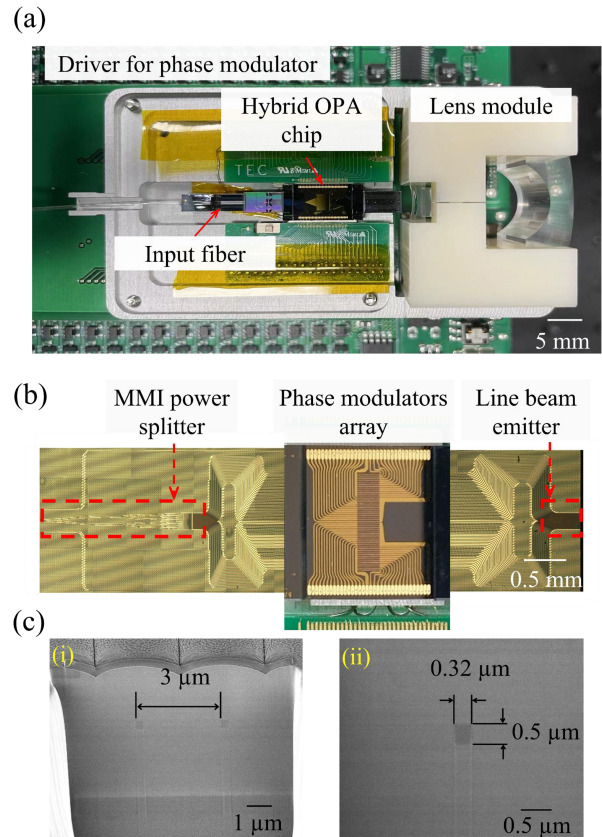 (a)
Driver for phase modulator
Hybrid OPA
chip
Lens module
TEC
Input fiber
5 mm
(b)
MMI power
splitter
Phase modulators
array
Line beam
emitter
0.5 mm
(c)
(i)
3 µm
1 µm
(ii)
0.32 µm
0.5 µm
0.5 µm